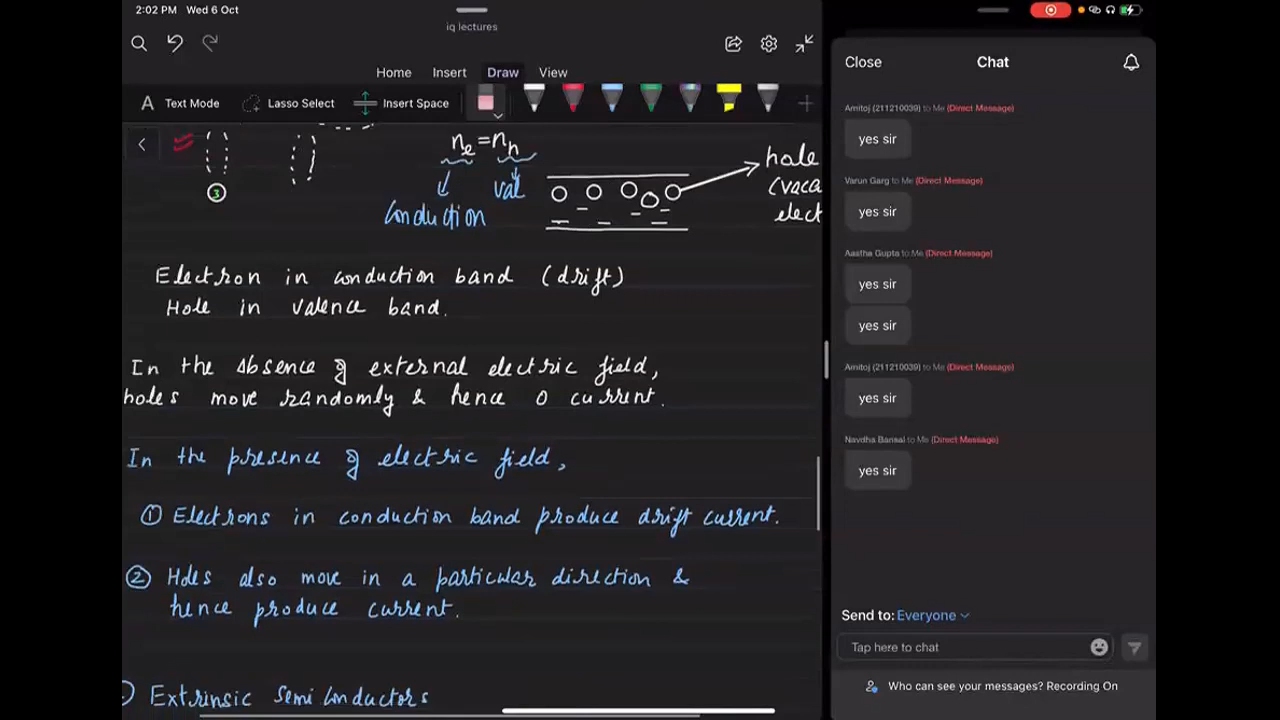 2:02 PM Wed 6 Oct
iq lectures
Home Insert Draw View
A Text Mode Lasso Select Insert Space
nₑ = nₕ
③
Conduction
val
hole
(vaca
elect
Electron in conduction band (drift)
Hole in valence band.
In the absence of external electric field,
holes move randomly & hence 0 current.
In the presence of electric field,
① Electrons in conduction band produce drift current.
② Holes also move in a particular direction &
hence produce current.
Extrinsic Semi Conductors
Close Chat
Amitoj (211210039) to Me (Direct Message)
yes sir
Varun Garg to Me (Direct Message)
yes sir
Aastha Gupta to Me (Direct Message)
yes sir
yes sir
Amitoj (211210039) to Me (Direct Message)
yes sir
Navdha Bansal to Me (Direct Message)
yes sir
Send to: Everyone
Tap here to chat
Who can see your messages? Recording On